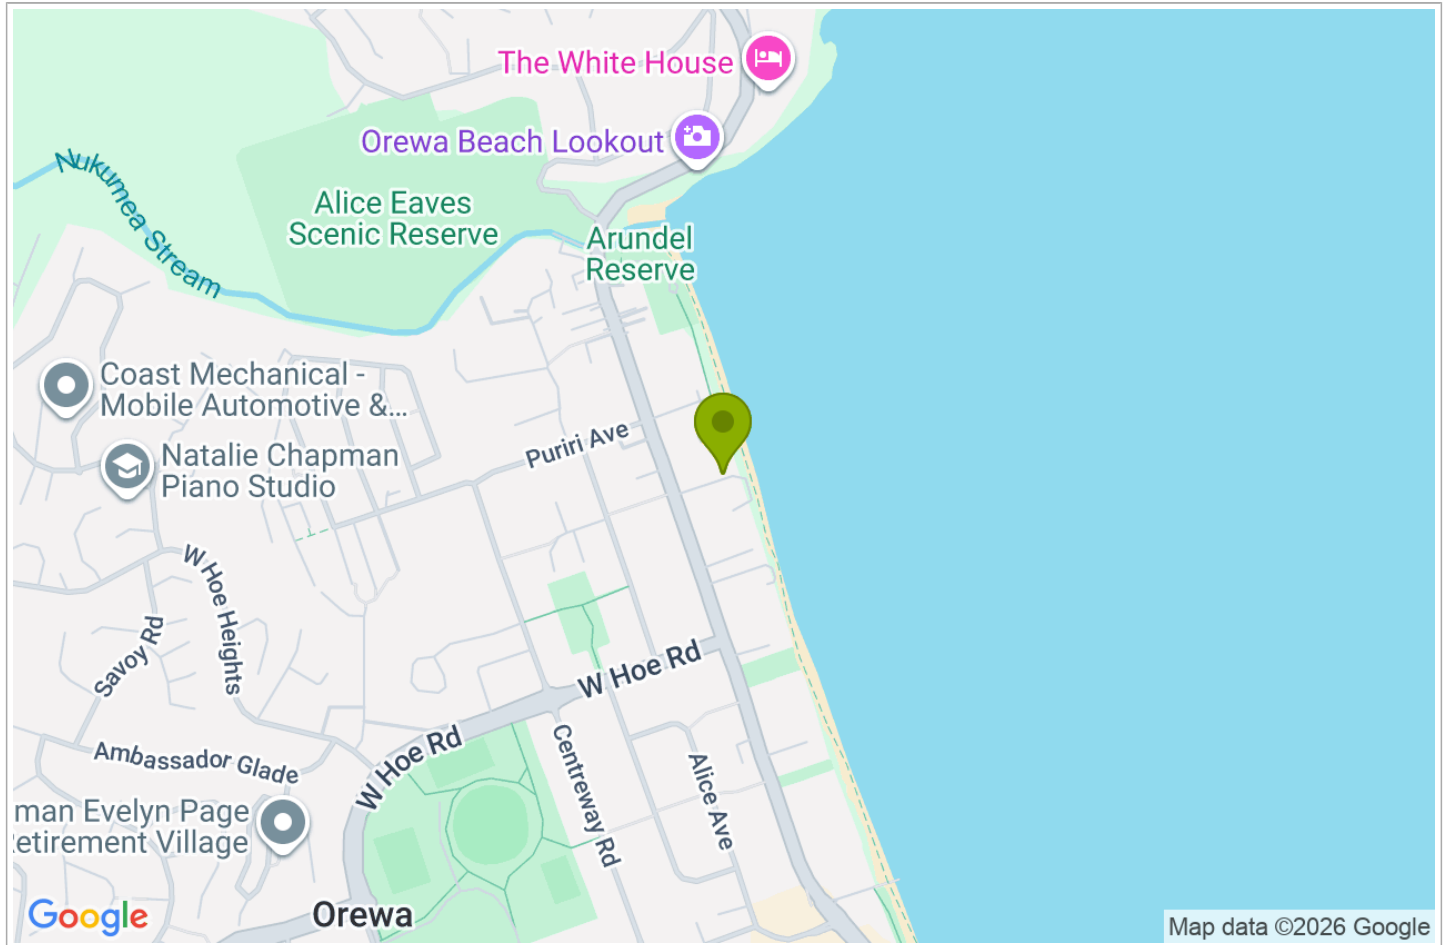 The White House
Orewa Beach Lookout
Nukumea Stream
Alice Eaves
Scenic Reserve
Arundel
Reserve
Coast Mechanical -
Mobile Automotive &...
Puriri Ave
Natalie Chapman
Piano Studio
W Hoe Heights
Savoy Rd
W Hoe Rd
W Hoe Rd
Ambassador Glade
Centreway Rd
Alice Ave
man Evelyn Page
etirement Village
Orewa
Google
Map data ©2026 Google